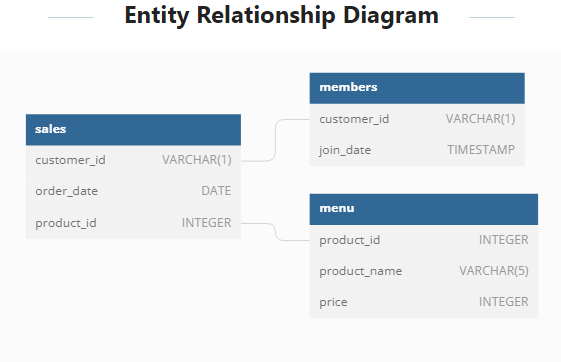 Entity Relationship Diagram
sales
customer_id VARCHAR(1)
order_date DATE
product_id INTEGER
members
customer_id VARCHAR(1)
join_date TIMESTAMP
menu
product_id INTEGER
product_name VARCHAR(5)
price INTEGER